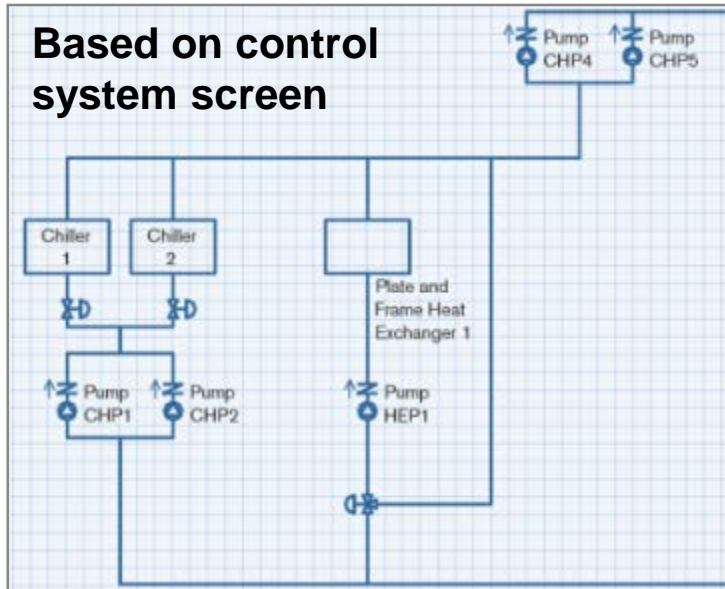 Based on control
system screen
Pump
CHP4
Pump
CHP5
Chiller
1
Chiller
2
Plate and
Frame Heat
Exchanger 1
Pump
CHP1
Pump
CHP2
Pump
HEP1